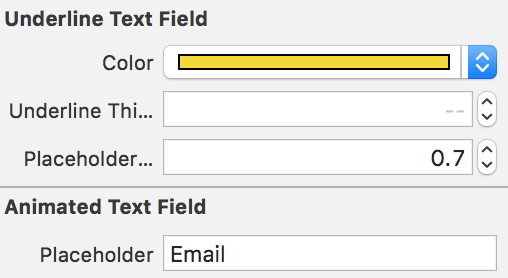 Underline Text Field
Color
Underline Thi... --
Placeholder... 0.7
Animated Text Field
Placeholder Email